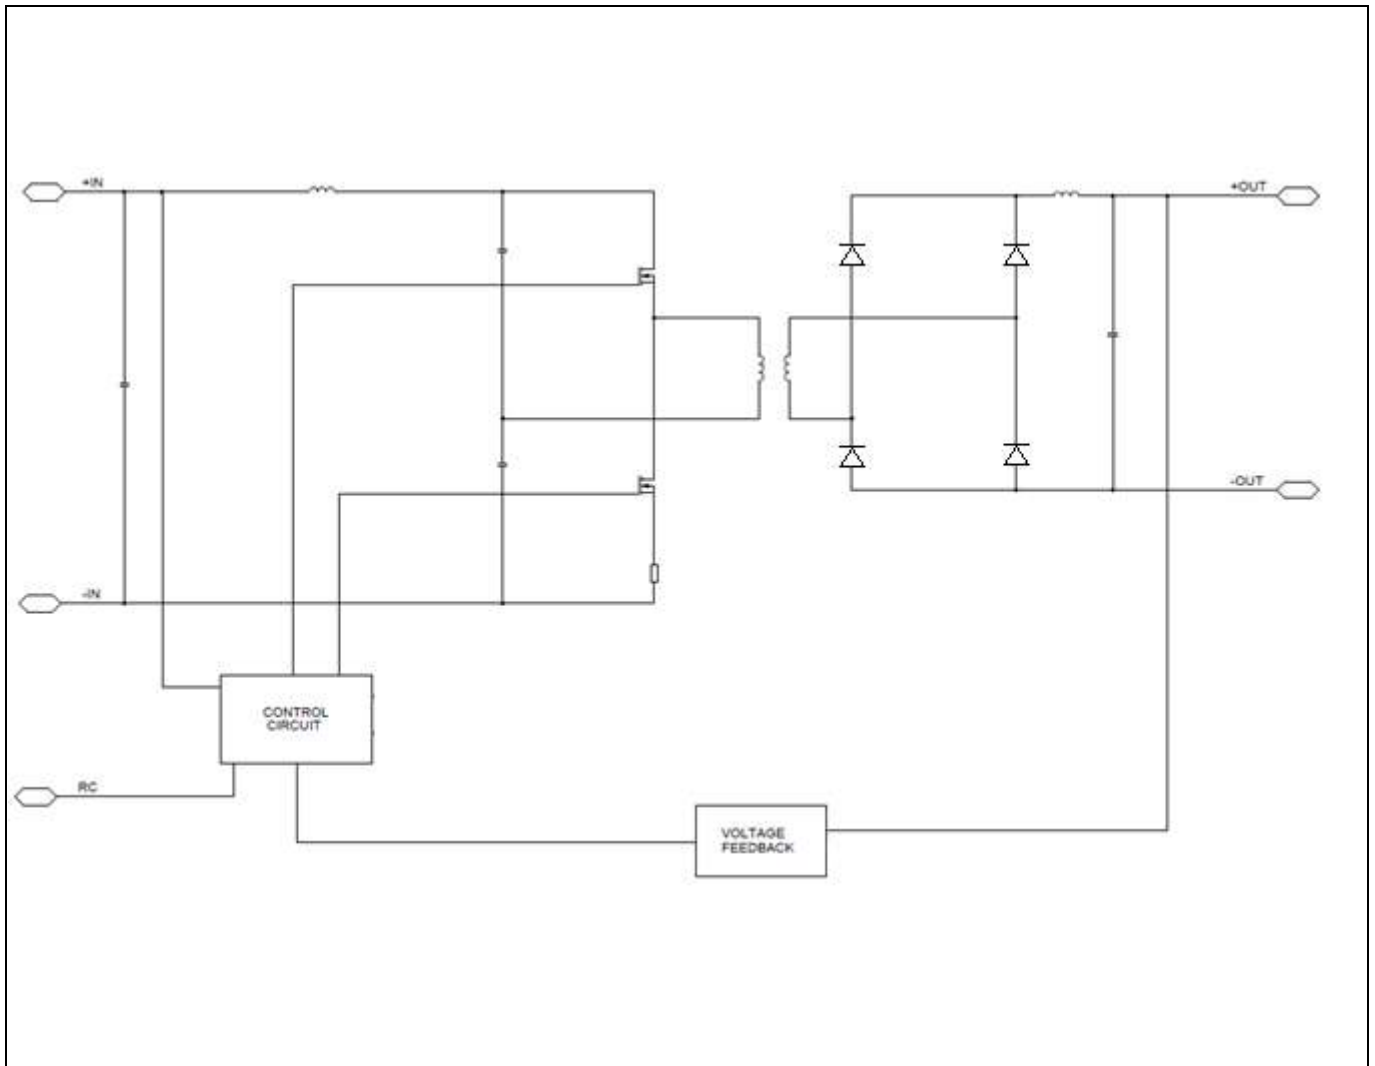 +IN
+OUT
-OUT
-IN
CONTROL
CIRCUIT
RC
VOLTAGE
FEEDBACK